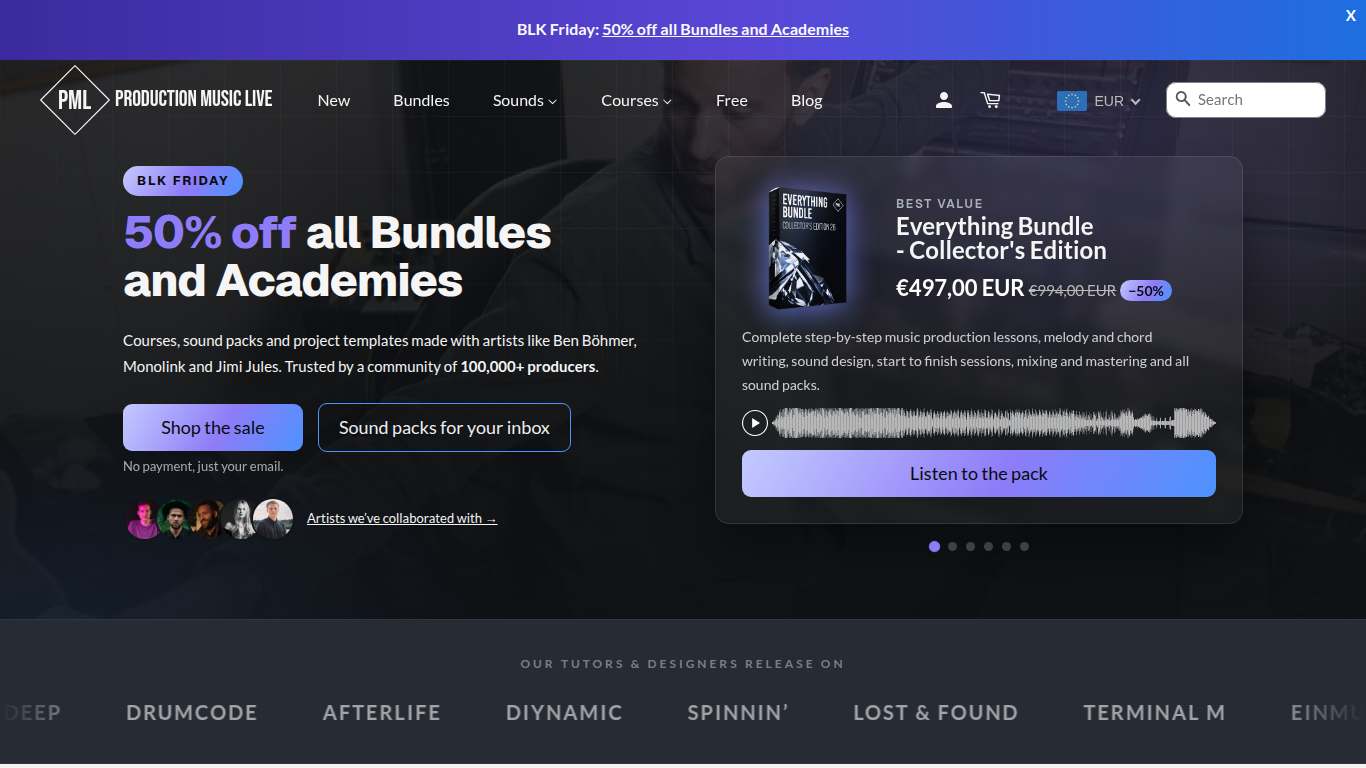 BLK Friday: 50% off all Bundles and Academies
X
PML PRODUCTION MUSIC LIVE
New
Bundles
Sounds
Courses
Free
Blog
EUR
Search
BLK FRIDAY
50% off all Bundles
and Academies
Courses, sound packs and project templates made with artists like Ben Böhmer,
Monolink and Jimi Jules. Trusted by a community of 100,000+ producers.
Shop the sale
Sound packs for your inbox
No payment, just your email.
Artists we've collaborated with →
EVERYTHING
BUNDLE
COLLECTOR'S EDITION 26
BEST VALUE
Everything Bundle
- Collector's Edition
€497,00 EUR €994,00 EUR −50%
Complete step-by-step music production lessons, melody and chord
writing, sound design, start to finish sessions, mixing and mastering and all
sound packs.
Listen to the pack
OUR TUTORS & DESIGNERS RELEASE ON
DEEP
DRUMCODE
AFTERLIFE
DIYNAMIC
SPINNIN’
LOST & FOUND
TERMINAL M